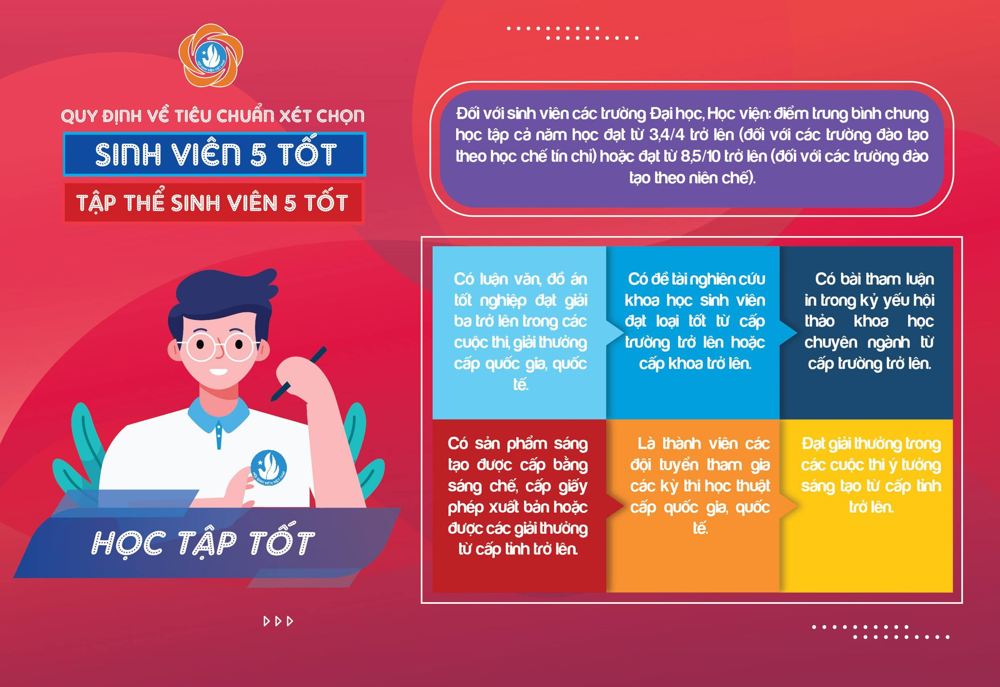 HỘI SINH VIÊN VIỆT NAM
QUY ĐỊNH VỀ TIÊU CHUẨN XÉT CHỌN
SINH VIÊN 5 TỐT
TẬP THỂ SINH VIÊN 5 TỐT
Đối với sinh viên các trường Đại học, Học viện: điểm trung bình chung
học tập cả năm học đạt từ 3,4/4 trở lên (đối với các trường đào tạo
theo học chế tín chỉ) hoặc đạt từ 8,5/10 trở lên (đối với các trường đào
tạo theo niên chế).
Có luận văn, đồ án
tốt nghiệp đạt giải
ba trở lên trong các
cuộc thi, giải thưởng
cấp quốc gia, quốc
tế.
Có đề tài nghiên cứu
khoa học sinh viên
đạt loại tốt từ cấp
trường trở lên hoặc
cấp khoa trở lên.
Có bài tham luận
in trong kỷ yếu hội
thảo khoa học
chuyên ngành từ
cấp trường trở lên.
Có sản phẩm sáng
tạo được cấp bằng
sáng chế, cấp giấy
phép xuất bản hoặc
được các giải thưởng
từ cấp tỉnh trở lên.
Là thành viên các
đội tuyển tham gia
các kỳ thi học thuật
cấp quốc gia, quốc
tế.
Đạt giải thưởng trong
các cuộc thi ý tưởng
sáng tạo từ cấp tỉnh
trở lên.
HỘI SINH VIÊN VIỆT NAM
HỌC TẬP TỐT